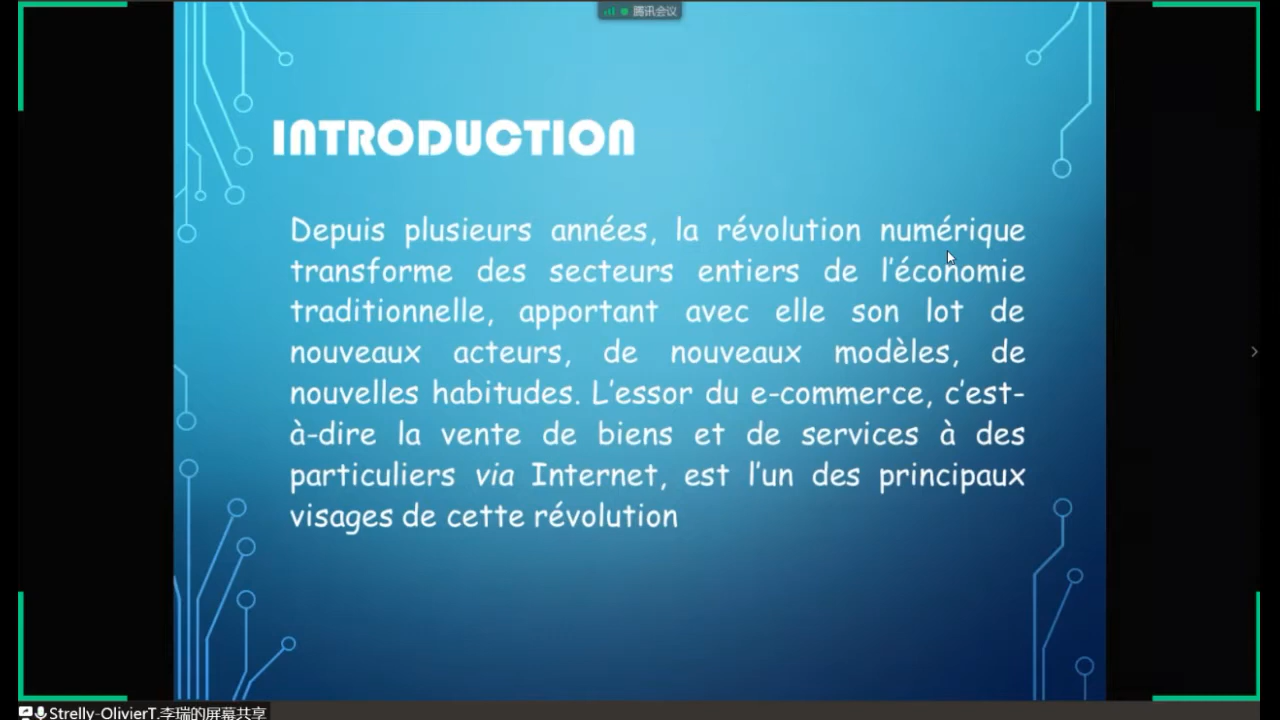 腾讯会议
INTRODUCTION
Depuis plusieurs années, la révolution numérique
transforme des secteurs entiers de l'économie
traditionnelle, apportant avec elle son lot de
nouveaux acteurs, de nouveaux modèles, de
nouvelles habitudes. L'essor du e-commerce, c'est-
à-dire la vente de biens et de services à des
particuliers via Internet, est l'un des principaux
visages de cette révolution
Strelly-OlivierT.李瑞的屏幕共享